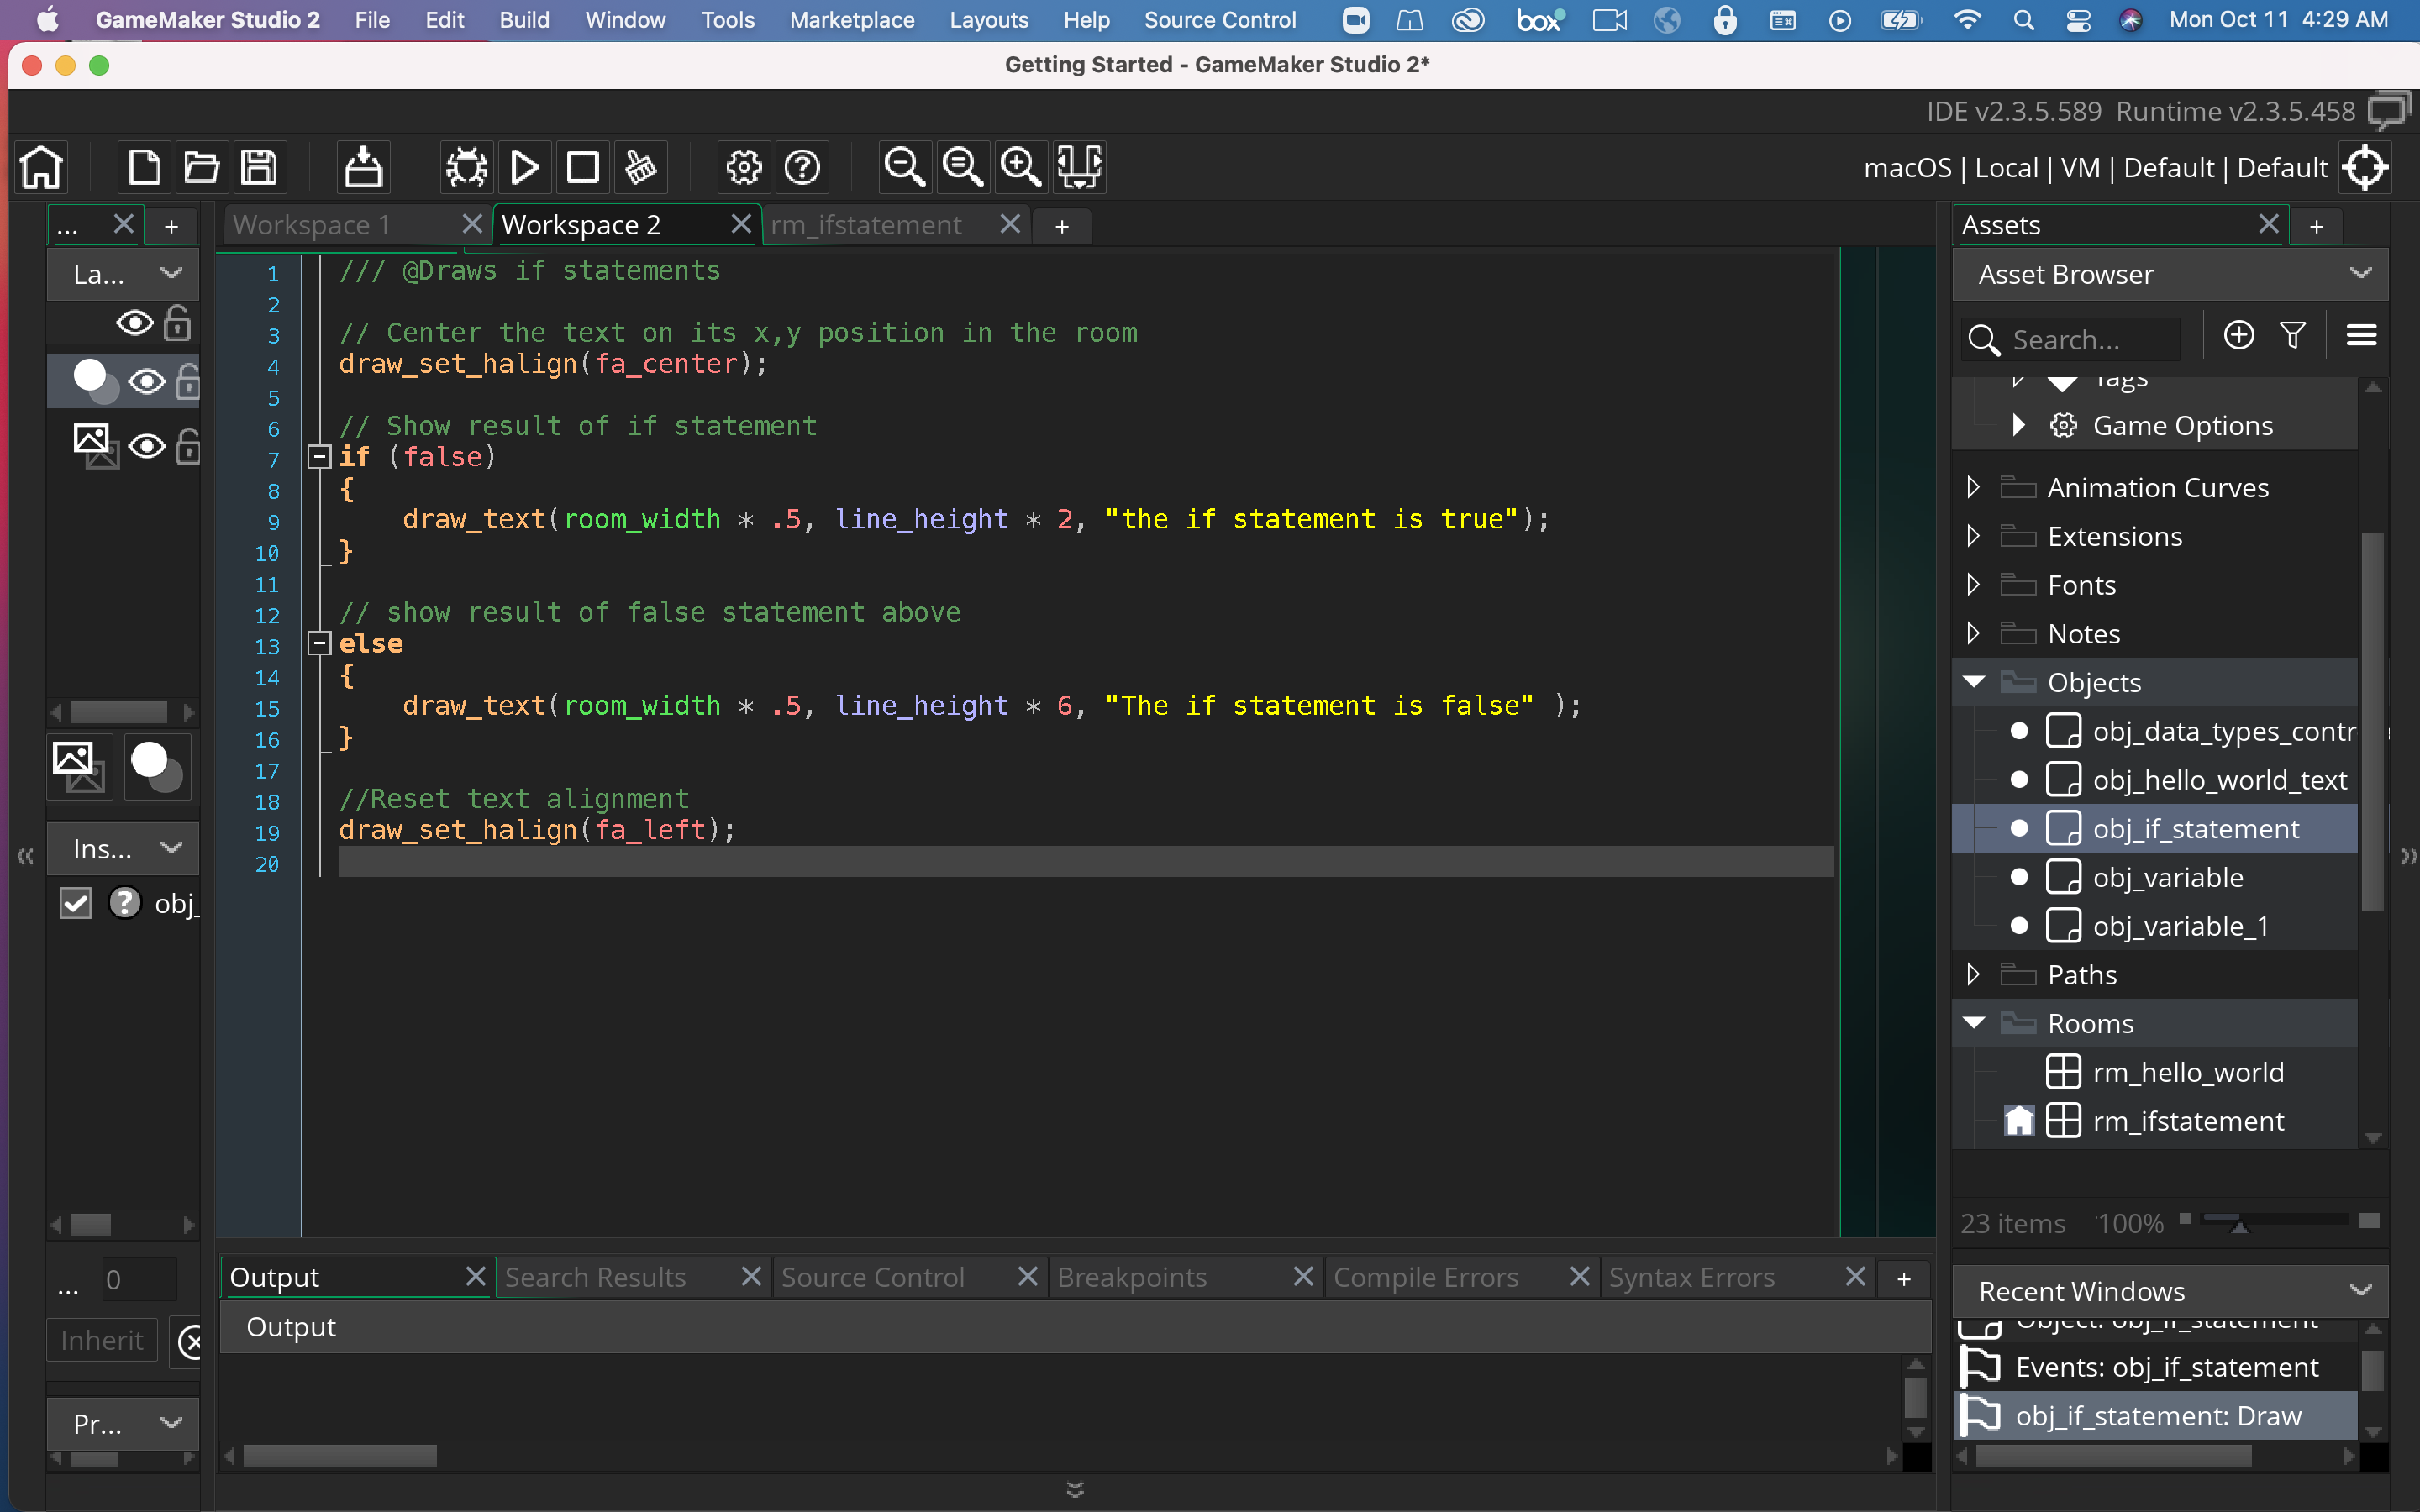 GameMaker Studio 2 File Edit Build Window Tools Marketplace Layouts Help Source Control box Mon Oct 11 4:29 AM
Getting Started - GameMaker Studio 2*
IDE v2.3.5.589 Runtime v2.3.5.458
macOS | Local | VM | Default | Default
... + Workspace 1 Workspace 2 rm_ifstatement + Assets +
La...
Asset Browser
Search...
Tags
Game Options
Animation Curves
Extensions
Fonts
Notes
Objects
obj_data_types_contr
obj_hello_world_text
obj_if_statement
obj_variable
obj_variable_1
Paths
Rooms
rm_hello_world
rm_ifstatement
23 items 100%
1 /// @Draws if statements
2
3 // Center the text on its x,y position in the room
4 draw_set_halign(fa_center);
5
6 // Show result of if statement
7 if (false)
8 {
9 draw_text(room_width * .5, line_height * 2, "the if statement is true");
10 }
11
12 // show result of false statement above
13 else
14 {
15 draw_text(room_width * .5, line_height * 6, "The if statement is false" );
16 }
17
18 //Reset text alignment
19 draw_set_halign(fa_left);
20
Ins...
obj_
... 0
Inherit
Pr...
Output Search Results Source Control Breakpoints Compile Errors Syntax Errors +
Output
Recent Windows
Object: obj_if_statement
Events: obj_if_statement
obj_if_statement: Draw